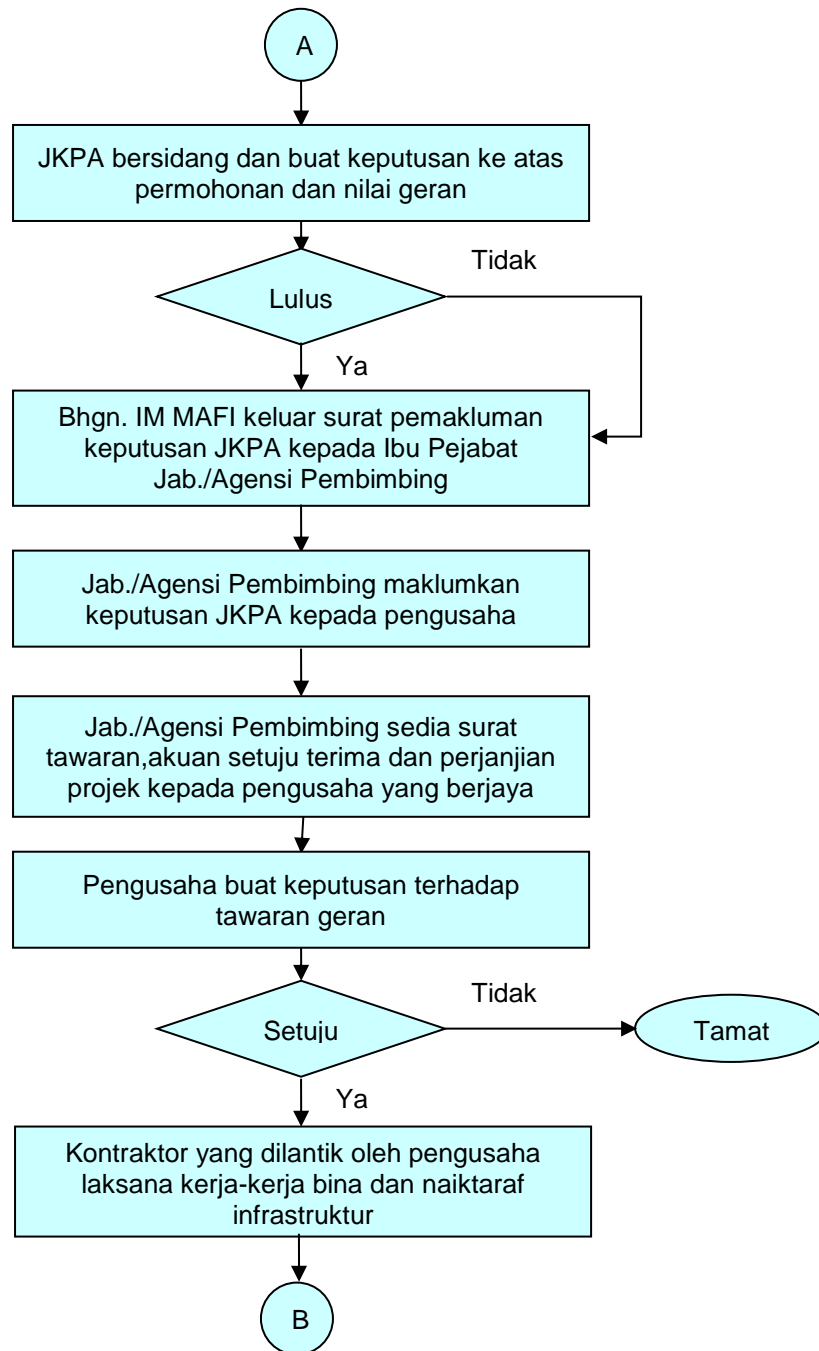 A
JKPA bersidang dan buat keputusan ke atas
permohonan dan nilai geran
Tidak
Lulus
Ya
Bhgn. IM MAFI keluar surat pemakluman
keputusan JKPA kepada Ibu Pejabat
Jab./Agensi Pembimbing
Jab./Agensi Pembimbing maklumkan
keputusan JKPA kepada pengusaha
Jab./Agensi Pembimbing sedia surat
tawaran,akuan setuju terima dan perjanjian
projek kepada pengusaha yang berjaya
Pengusaha buat keputusan terhadap
tawaran geran
Tidak
Setuju
Tamat
Ya
Kontraktor yang dilantik oleh pengusaha
laksana kerja-kerja bina dan naiktaraf
infrastruktur
B